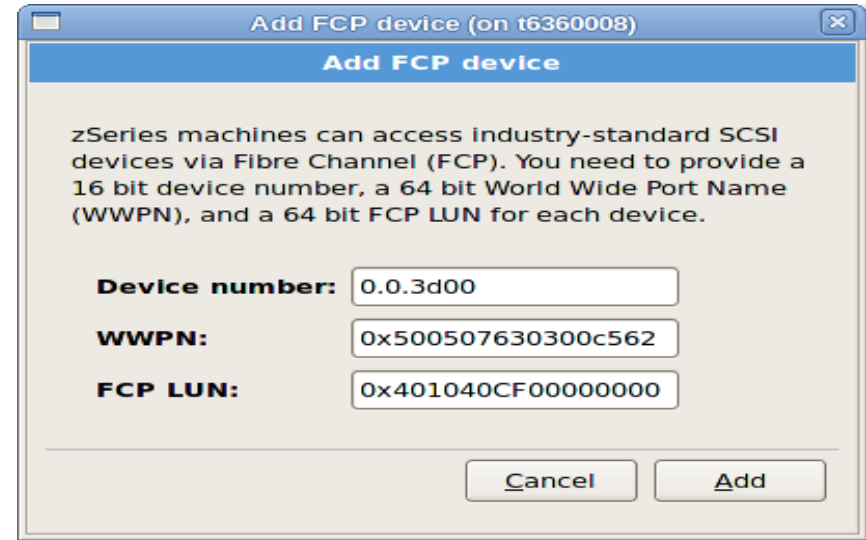 Add FCP device (on t6360008)
Add FCP device
zSeries machines can access industry-standard SCSI
devices via Fibre Channel (FCP). You need to provide a
16 bit device number, a 64 bit World Wide Port Name
(WWPN), and a 64 bit FCP LUN for each device.
Device number: 0.0.3d00
WWPN: 0x500507630300c562
FCP LUN: 0x401040CF00000000
Cancel Add